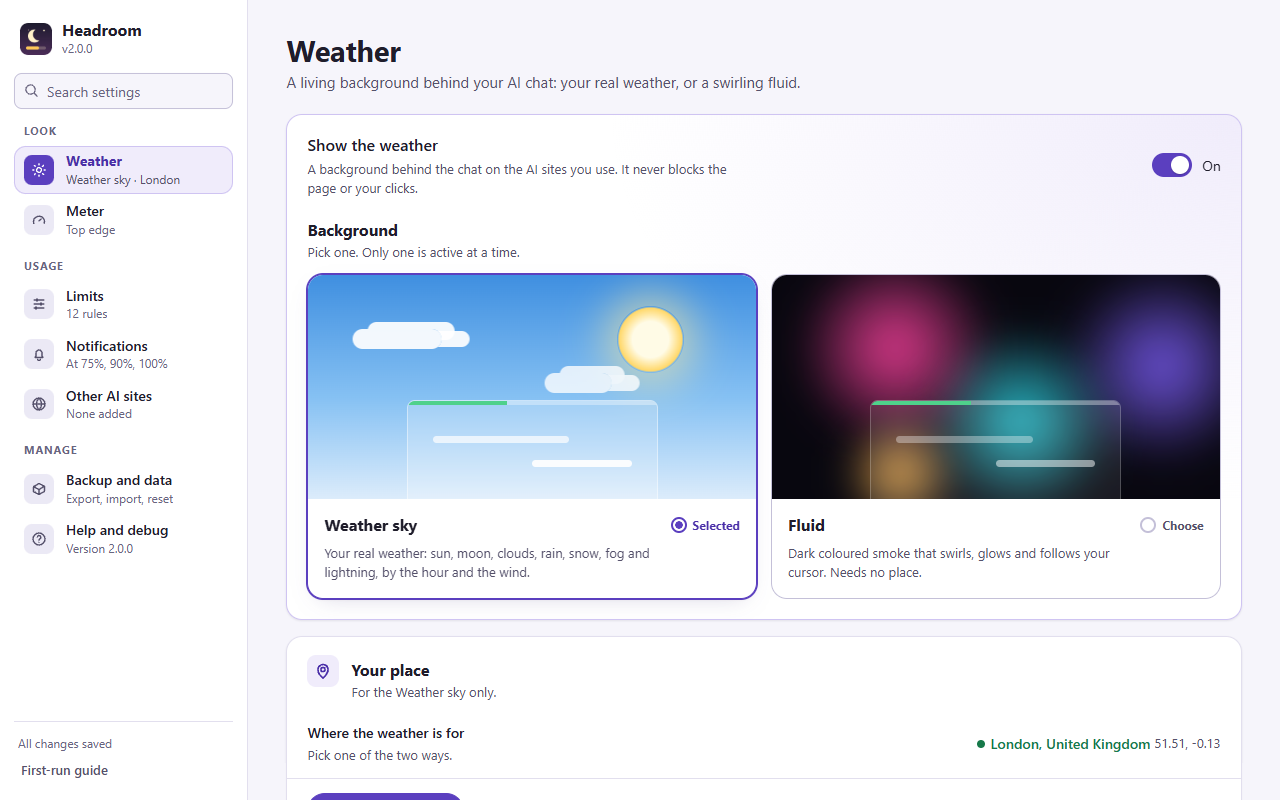 Headroom
v2.0.0
Search settings
LOOK
Weather
Weather sky · London
Meter
Top edge
USAGE
Limits
12 rules
Notifications
At 75%, 90%, 100%
Other AI sites
None added
MANAGE
Backup and data
Export, import, reset
Help and debug
Version 2.0.0
All changes saved
First-run guide
Weather
A living background behind your AI chat: your real weather, or a swirling fluid.
Show the weather
A background behind the chat on the AI sites you use. It never blocks the
page or your clicks.
On
Background
Pick one. Only one is active at a time.
Weather sky
Selected
Your real weather: sun, moon, clouds, rain, snow, fog and
lightning, by the hour and the wind.
Fluid
Choose
Dark coloured smoke that swirls, glows and follows your
cursor. Needs no place.
Your place
For the Weather sky only.
Where the weather is for
Pick one of the two ways.
London, United Kingdom 51.51, -0.13